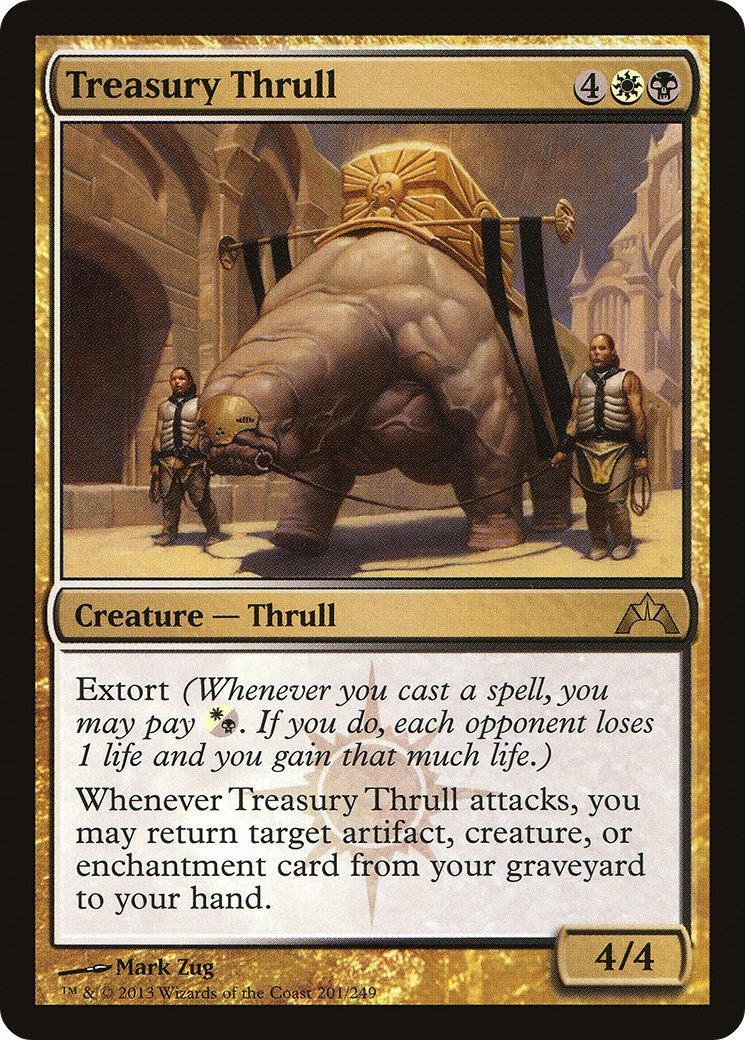 Treasury Thrull
4
Creature — Thrull
Extort (Whenever you cast a spell, you
may pay . If you do, each opponent loses
1 life and you gain that much life.)
Whenever Treasury Thrull attacks, you
may return target artifact, creature, or
enchantment card from your graveyard
to your hand.
4/4
Mark Zug
™ & © 2013 Wizards of the Coast 201/249